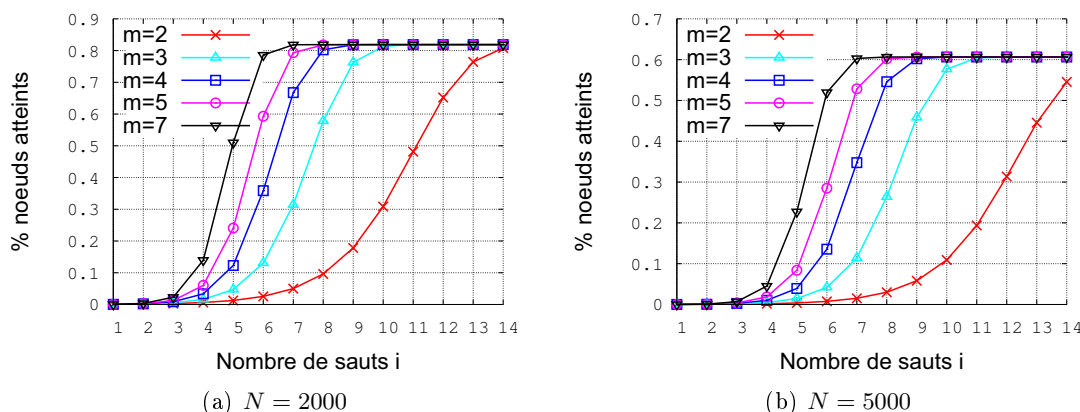 0.9
0.8
0.7
0.6
0.5
0.4
0.3
0.2
0.1
0
% noeuds atteints
m=2
m=3
m=4
m=5
m=7
1 2 3 4 5 6 7 8 9 10 11 12 13 14
Nombre de sauts i
(a) N = 2000
0.7
0.6
0.5
0.4
0.3
0.2
0.1
0
% noeuds atteints
m=2
m=3
m=4
m=5
m=7
1 2 3 4 5 6 7 8 9 10 11 12 13 14
Nombre de sauts i
(b) N = 5000